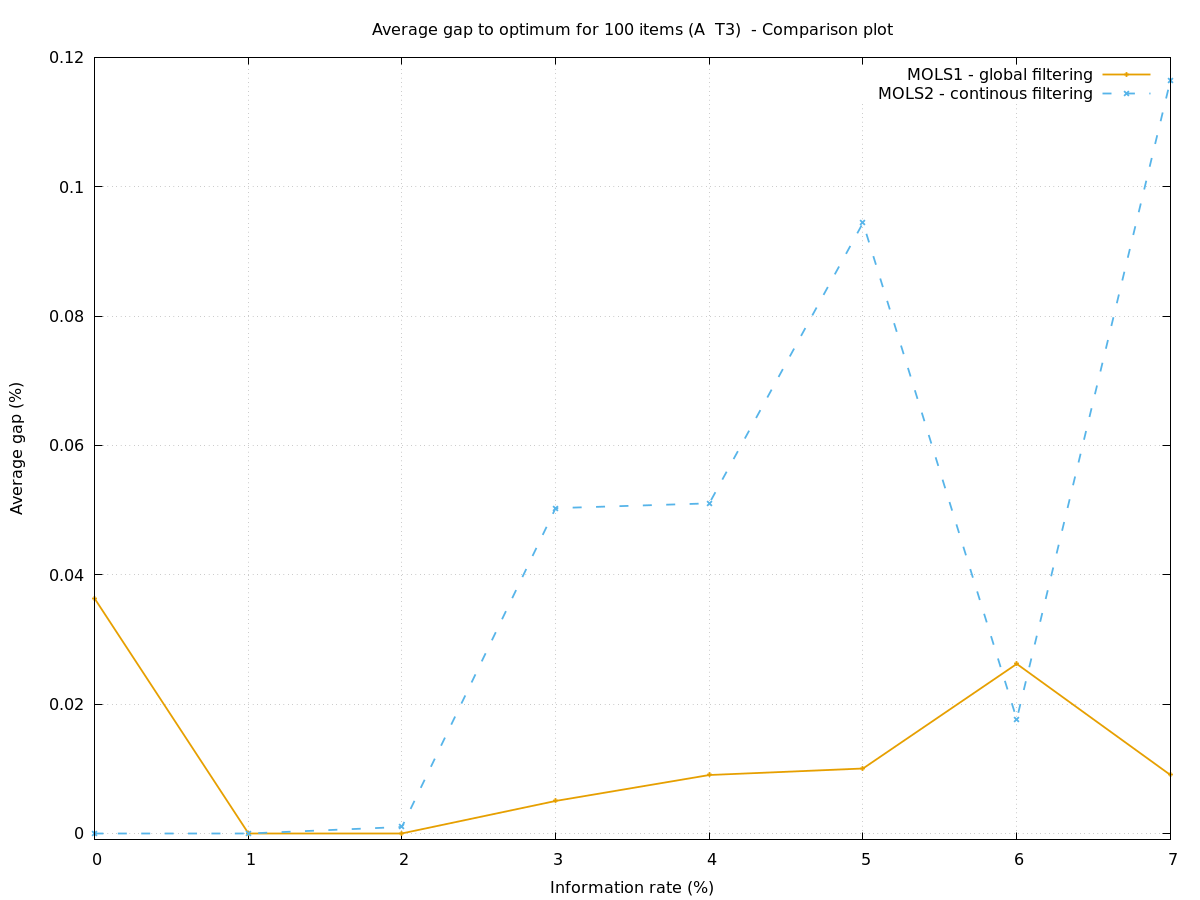 Average gap to optimum for 100 items (A  T3)  - Comparison plot
MOLS1 - global filtering
MOLS2 - continous filtering
Average gap (%)
0.12
0.1
0.08
0.06
0.04
0.02
0
0 1 2 3 4 5 6 7
Information rate (%)